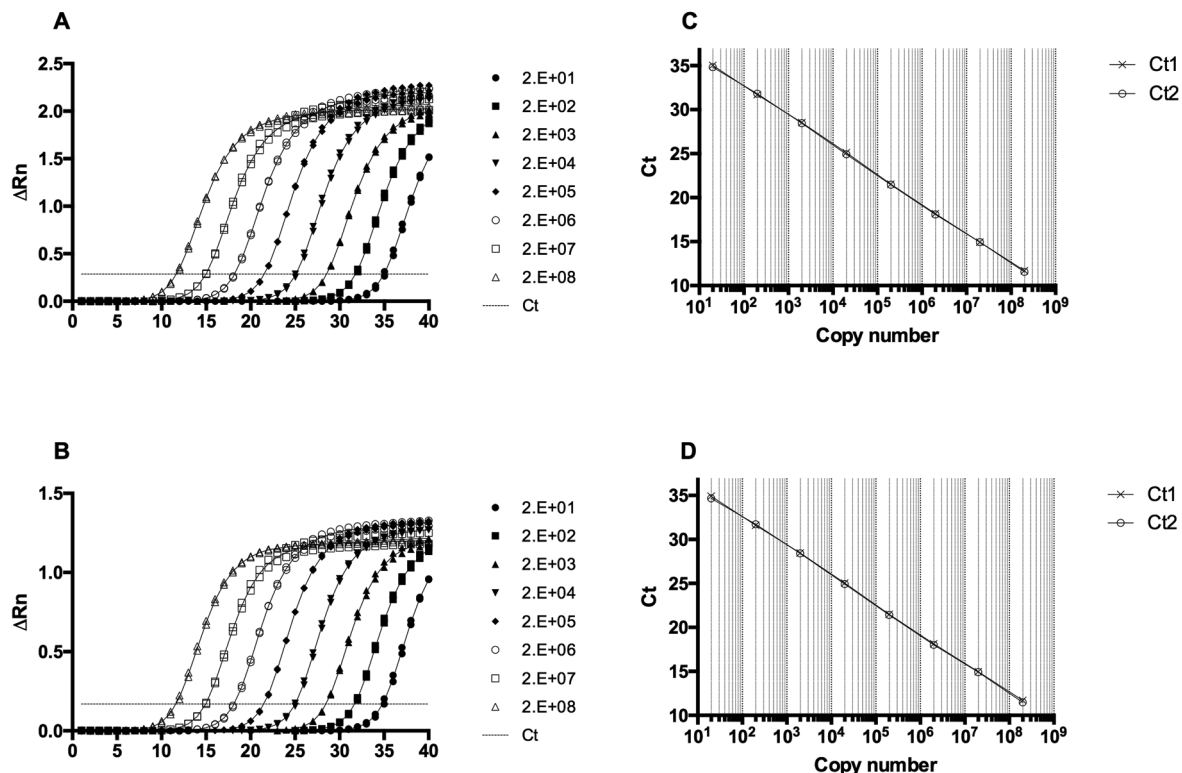 A
ΔRn
2.5
2.0
1.5
1.0
0.5
0.0
0 5 10 15 20 25 30 35 40
2.E+01
2.E+02
2.E+03
2.E+04
2.E+05
2.E+06
2.E+07
2.E+08
Ct
C
Ct
35
30
25
20
15
10
10¹ 10² 10³ 10⁴ 10⁵ 10⁶ 10⁷ 10⁸ 10⁹
Copy number
Ct1
Ct2
B
ΔRn
1.5
1.0
0.5
0.0
0 5 10 15 20 25 30 35 40
2.E+01
2.E+02
2.E+03
2.E+04
2.E+05
2.E+06
2.E+07
2.E+08
Ct
D
Ct
35
30
25
20
15
10
10¹ 10² 10³ 10⁴ 10⁵ 10⁶ 10⁷ 10⁸ 10⁹
Copy number
Ct1
Ct2